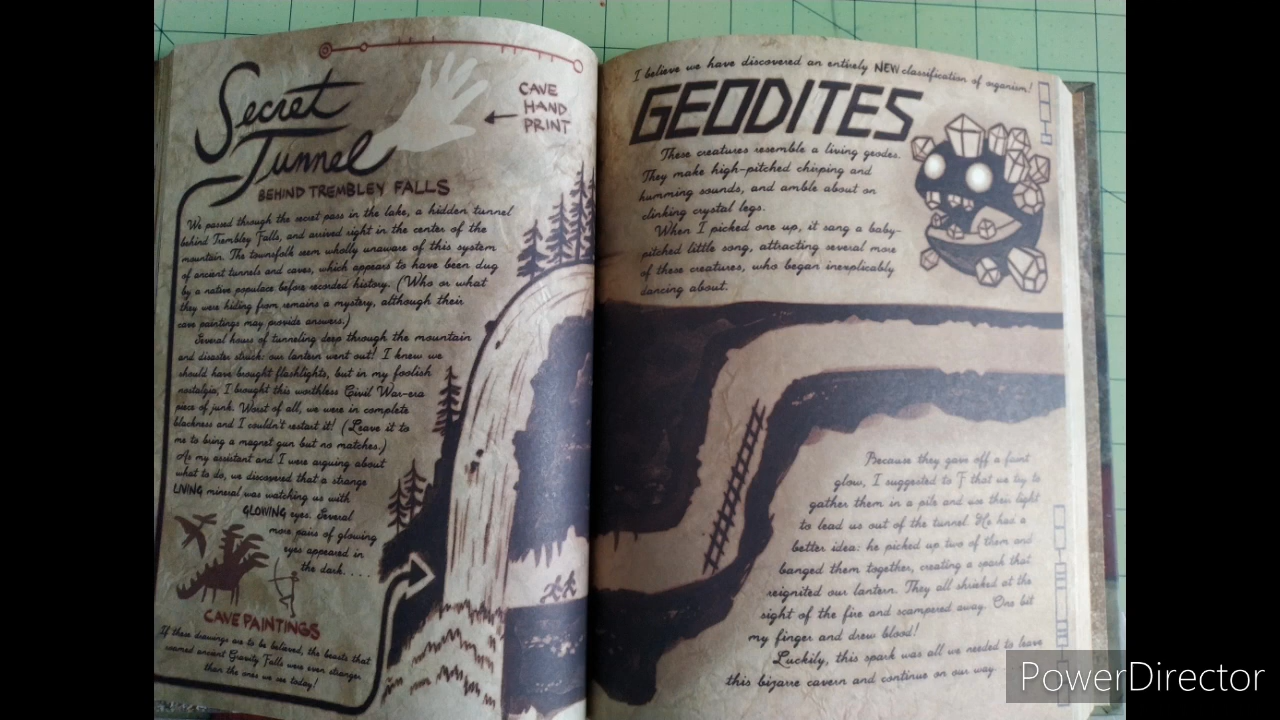 Secret
Tunnel
BEHIND TREMBLEY FALLS
CAVE
HAND
PRINT
We passed through the secret pass in the lake, a hidden tunnel
behind Trembley Falls, and arrived right in the center of the
mountain. The townsfolk seem wholly unaware of this system
of ancient tunnels and caves, which appears to have been dug
by a native populace before recorded history. (Who or what
they were hiding from remains a mystery, although their
cave paintings may provide answers.)
Several hours of tunneling deep through the mountain
and disaster struck: our lantern went out! I knew we
should have brought flashlights, but in my foolish
nostalgia, I brought this worthless Civil War-era
piece of junk. Worst of all, we were in complete
blackness and I couldn't restart it! (Leave it to
me to bring a magnet gun but no matches.)
As my assistant and I were arguing about
what to do, we discovered that a strange
LIVING mineral was watching us with
GLOWING eyes. Several
more pairs of glowing
eyes appeared in
the dark. . . .
CAVE PAINTINGS
If these drawings are to be believed, the beasts that
roamed ancient Gravity Falls were even stranger
than the ones we see today!
I believe we have discovered an entirely NEW classification of organism!
GEODITES
These creatures resemble a living geodes.
They make high-pitched chirping and
humming sounds, and amble about on
clinking crystal legs.
When I picked one up, it sang a baby-
pitched little song, attracting several more
of these creatures, who began inexplicably
dancing about.
Because they gave off a faint
glow, I suggested to F that we try to
gather them in a pile and use their light
to lead us out of the tunnel. He had a
better idea: he picked up two of them and
banged them together, creating a spark that
reignited our lantern. They all shrieked at the
sight of the fire and scampered away. One bit
my finger and drew blood!
Luckily, this spark was all we needed to leave
this bizarre cavern and continue on our way
PowerDirector